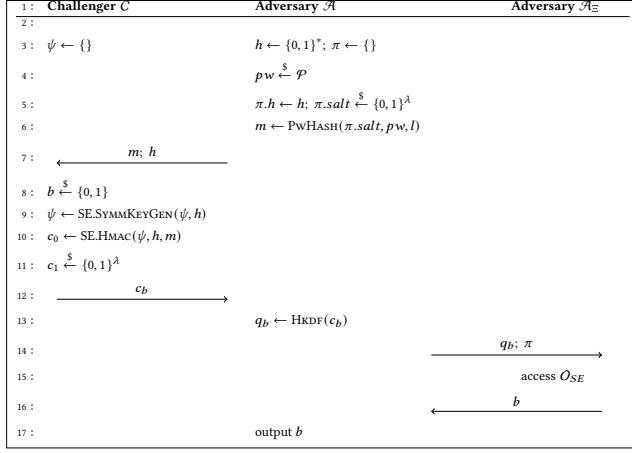 1 : Challenger C Adversary A Adversary A_Ξ
2 :
3 : ψ ← {} h ← {0, 1}*; π ← {}
4 : pw ←$ P
5 : π.h ← h; π.salt ←$ {0, 1}^λ
6 : m ← PwHash(π.salt, pw, l)
7 : m; h
8 : b ←$ {0, 1}
9 : ψ ← SE.SymmKeyGen(ψ, h)
10 : c_0 ← SE.Hmac(ψ, h, m)
11 : c_1 ←$ {0, 1}^λ
12 : c_b
13 : q_b ← Hkdf(c_b)
14 : q_b; π
15 : access O_SE
16 : b
17 : output b